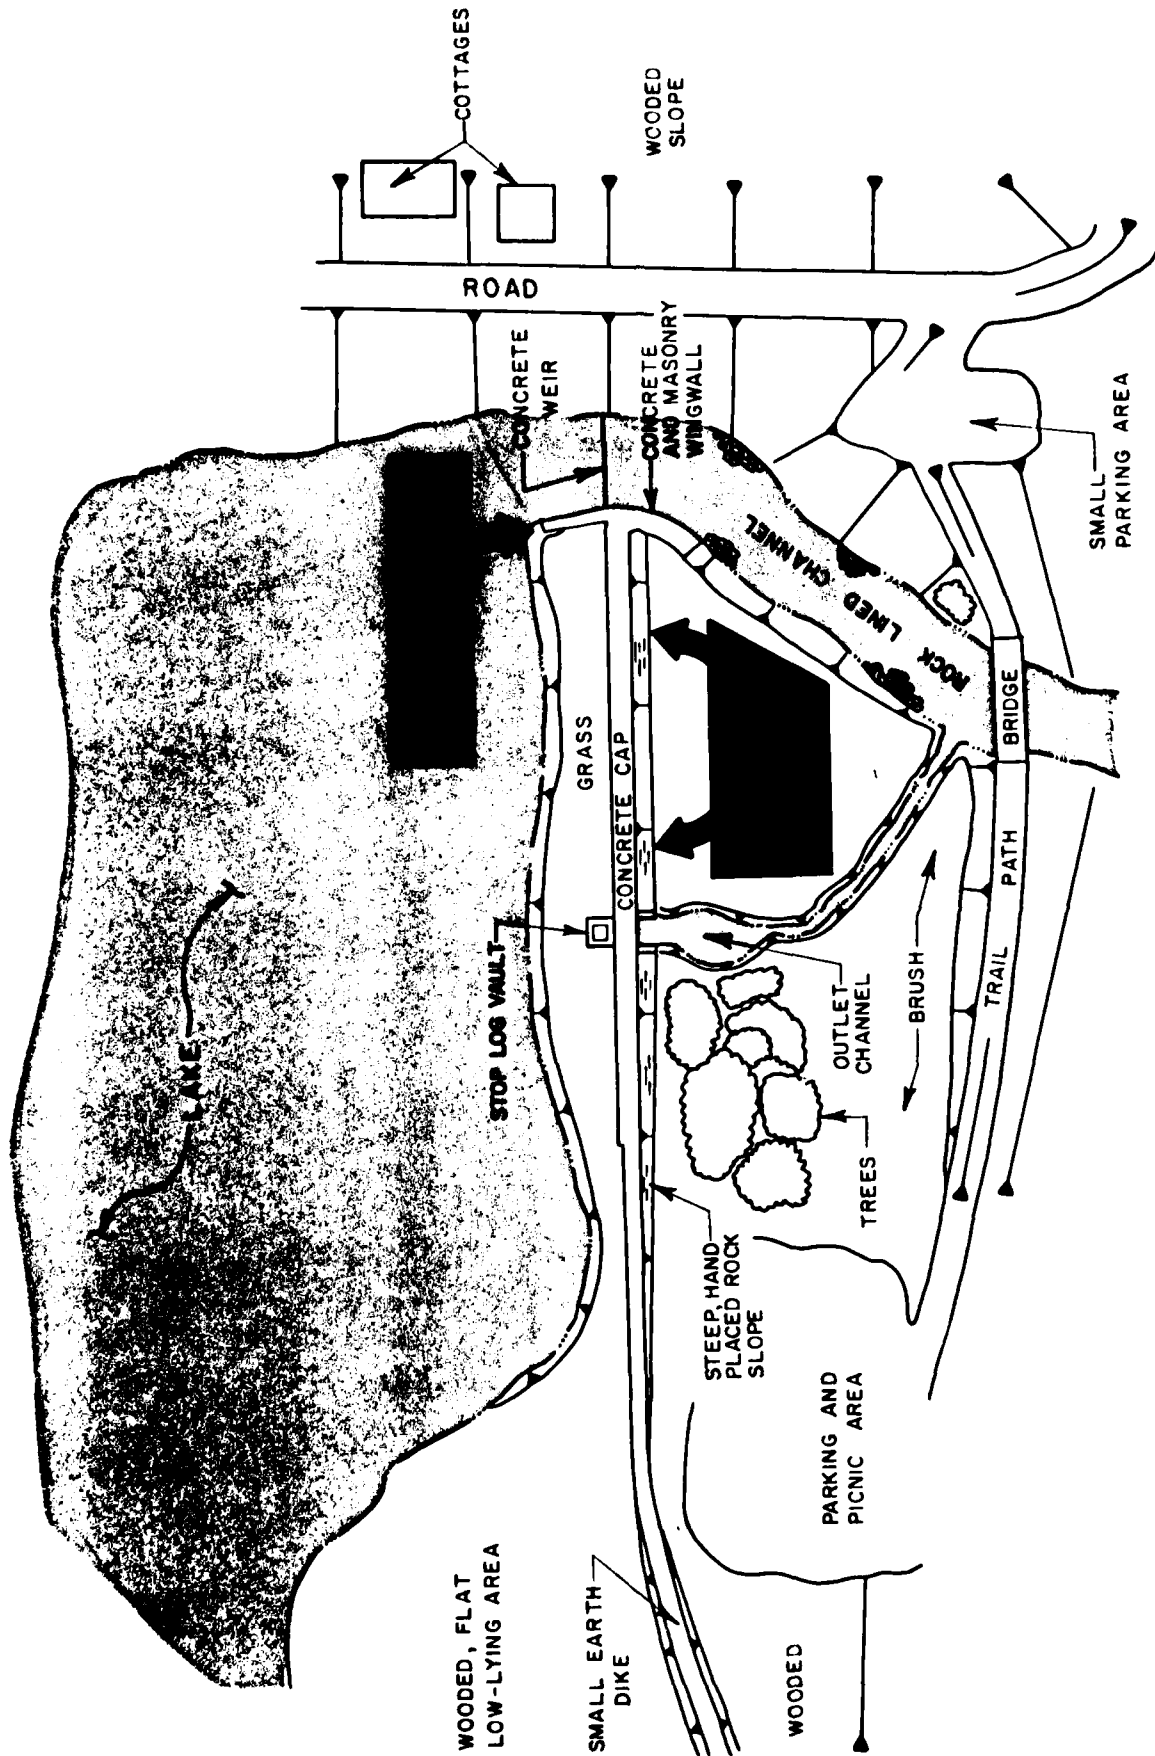 COTTAGES
WOODED
SLOPE
ROAD
CONCRETE
WEIR
CONCRETE
AND MASONRY
WINGWALL
SMALL
PARKING AREA
ROCK LINED CHANNEL
BRIDGE
GRASS
CONCRETE CAP
LAKE
STOP LOG VAULT
OUTLET
CHANNEL
BRUSH
TRAIL PATH
TREES
STEEP, HAND
PLACED ROCK
SLOPE
PARKING AND
PICNIC AREA
WOODED, FLAT
LOW-LYING AREA
SMALL EARTH
DIKE
WOODED